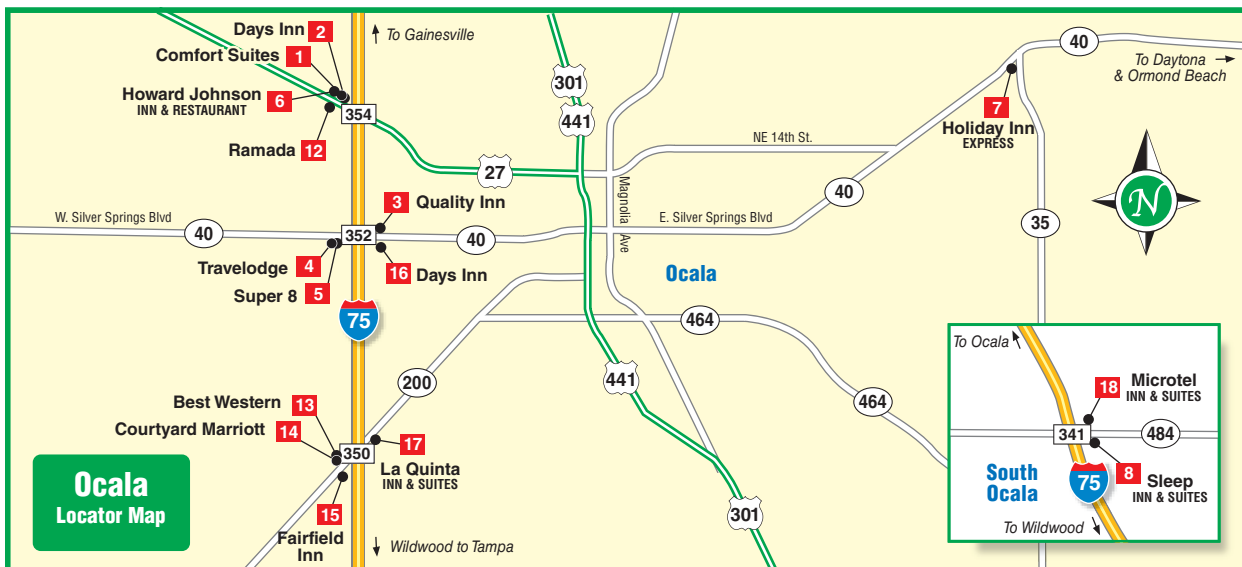 Days Inn 2
To Gainesville
Comfort Suites 1
Howard Johnson 6
INN & RESTAURANT
Ramada 12
354
301
441
27
NE 14th St.
40
To Daytona
& Ormond Beach
7
Holiday Inn
EXPRESS
N
40
35
3 Quality Inn
W. Silver Springs Blvd
40
352
40
E. Silver Springs Blvd
Magnolia Ave
Travelodge 4
16 Days Inn
Super 8 5
Ocala
75
464
200
441
464
Best Western 13
Courtyard Marriott 14
350
17
La Quinta
INN & SUITES
15
Fairfield
Inn
Wildwood to Tampa
301
Ocala
Locator Map
To Ocala
18
Microtel
INN & SUITES
341
484
8
Sleep
INN & SUITES
South
Ocala
75
To Wildwood